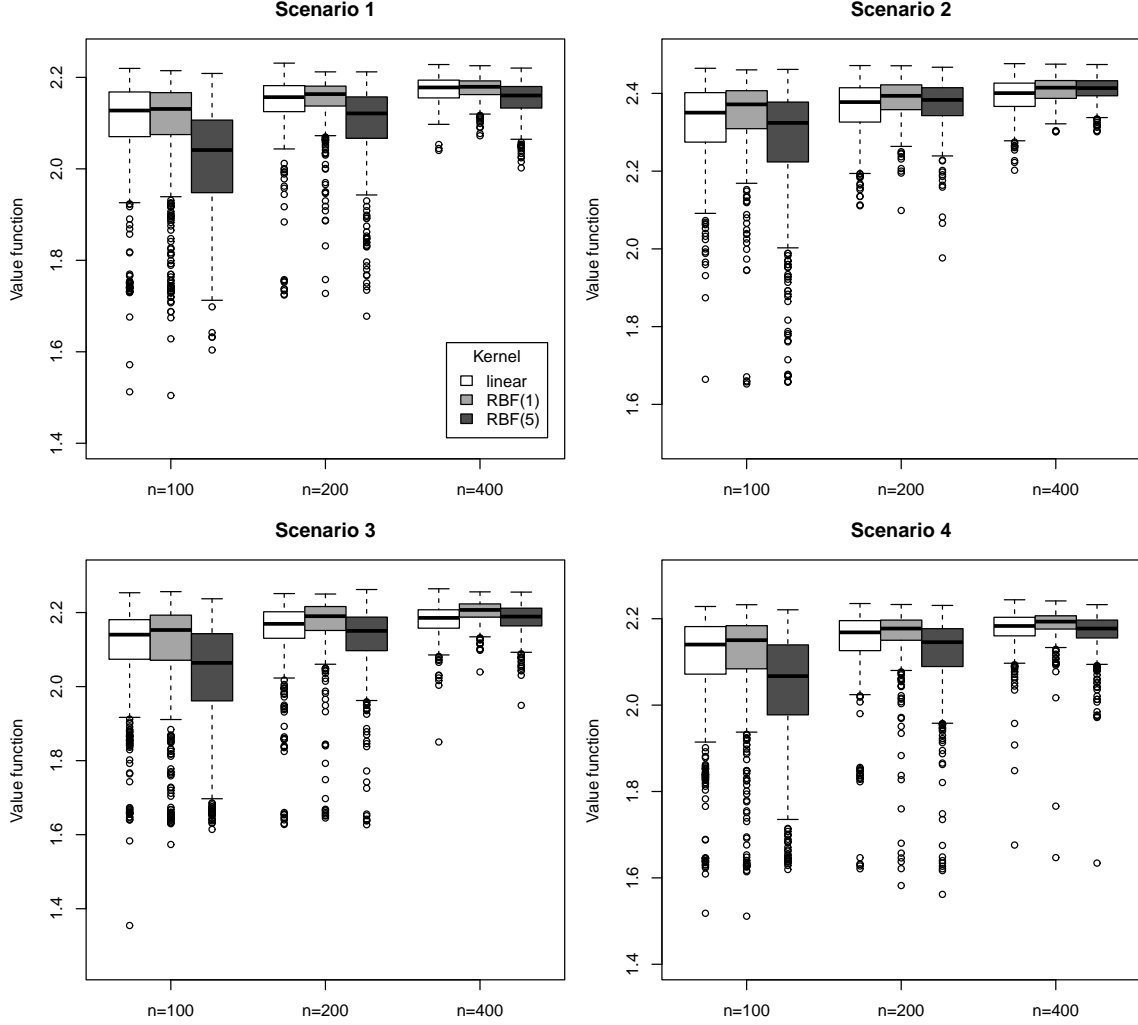 Scenario 1
Value function
2.2
2.0
1.8
1.6
1.4
Kernel
linear
RBF(1)
RBF(5)
n=100 n=200 n=400
Scenario 2
Value function
2.4
2.2
2.0
1.8
1.6
n=100 n=200 n=400
Scenario 3
Value function
2.2
2.0
1.8
1.6
1.4
n=100 n=200 n=400
Scenario 4
Value function
2.2
2.0
1.8
1.6
1.4
n=100 n=200 n=400